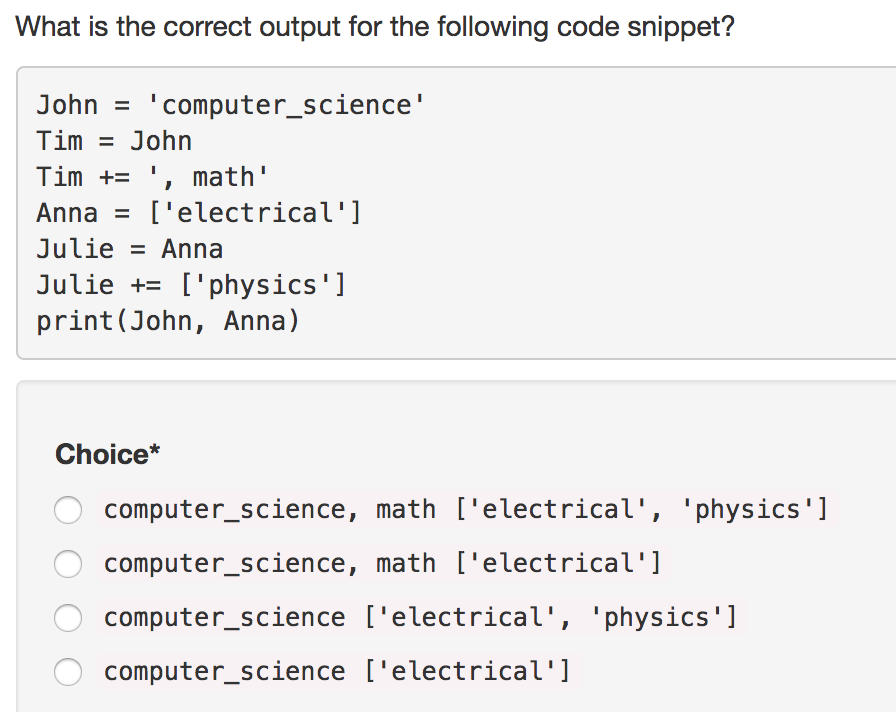 What is the correct output for the following code snippet?
John = 'computer_science'
Tim = John
Tim += ', math'
Anna = ['electrical']
Julie = Anna
Julie += ['physics']
print(John, Anna)
Choice*
computer_science, math ['electrical', 'physics']
computer_science, math ['electrical']
computer_science ['electrical', 'physics']
computer_science ['electrical']